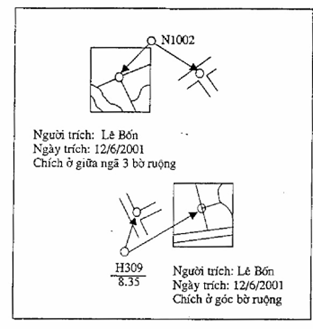 N1002
Người trích: Lê Bốn
Ngày trích: 12/6/2001
Chích ở giữa ngã 3 bờ ruộng
H309
8.35
Người trích: Lê Bốn
Ngày trích: 12/6/2001
Chích ở góc bờ ruộng